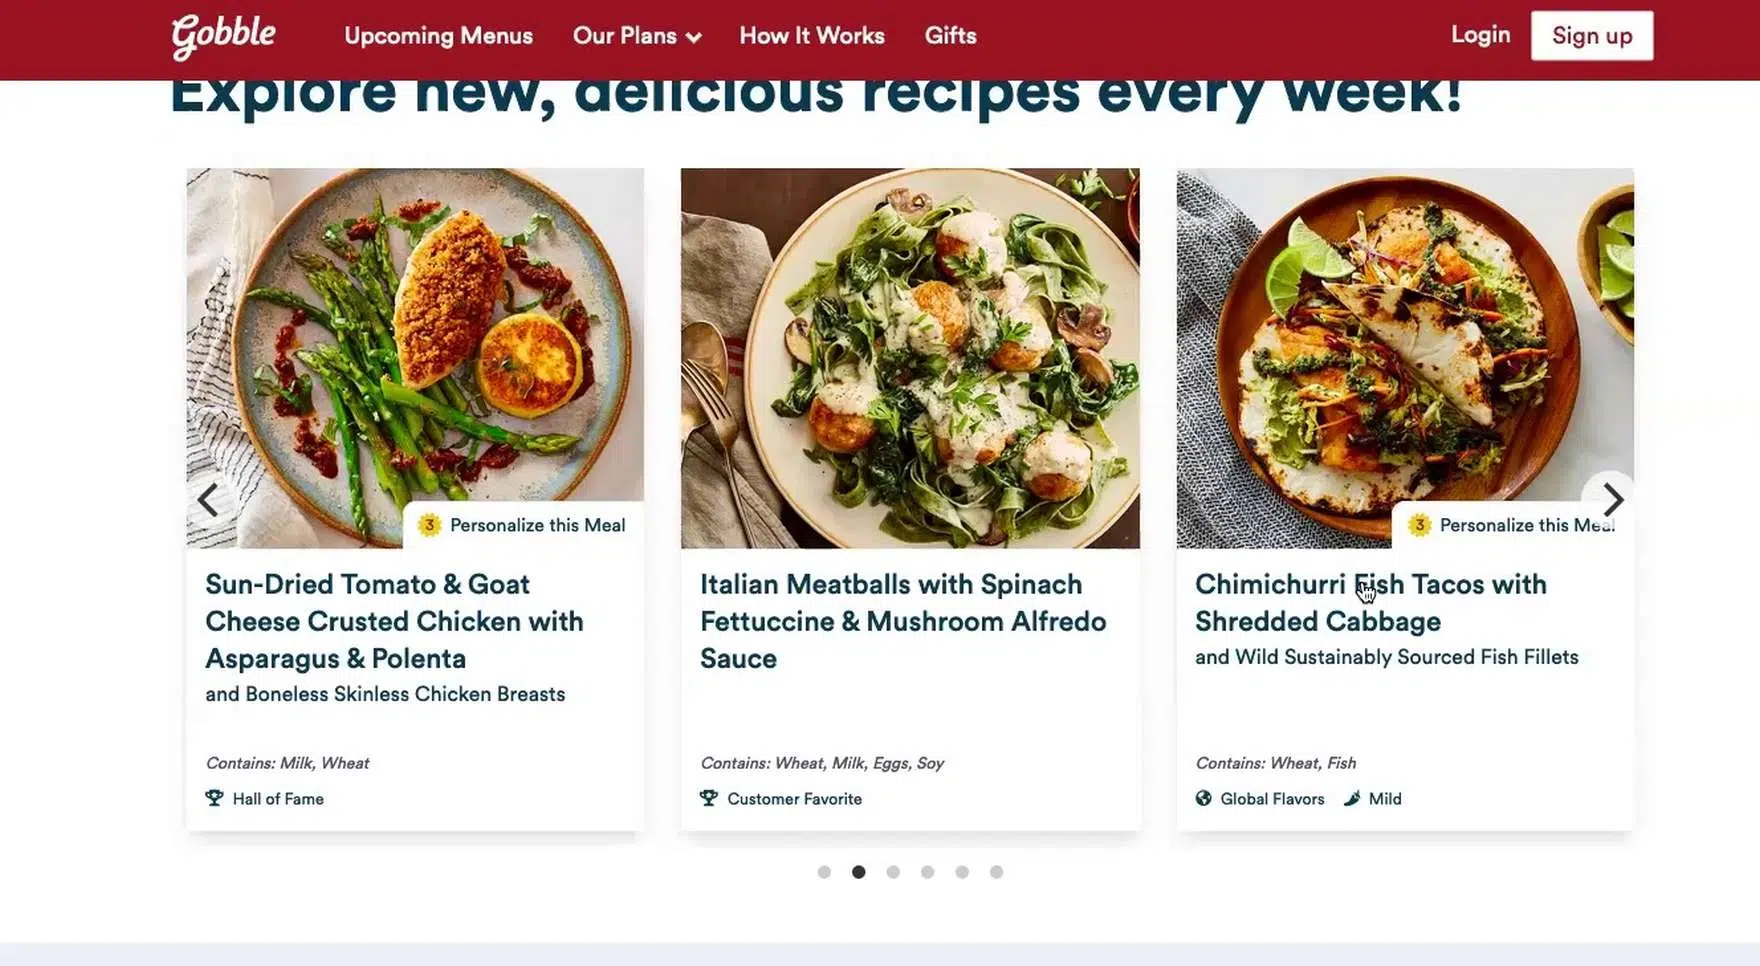 Gobble
Upcoming Menus
Our Plans
How It Works
Gifts
Login
Sign up
Explore new, delicious recipes every week!
3 Personalize this Meal
Sun-Dried Tomato & Goat
Cheese Crusted Chicken with
Asparagus & Polenta
and Boneless Skinless Chicken Breasts
Contains: Milk, Wheat
Hall of Fame
Italian Meatballs with Spinach
Fettuccine & Mushroom Alfredo
Sauce
Contains: Wheat, Milk, Eggs, Soy
Customer Favorite
3 Personalize this Meal
Chimichurri Fish Tacos with
Shredded Cabbage
and Wild Sustainably Sourced Fish Fillets
Contains: Wheat, Fish
Global Flavors
Mild